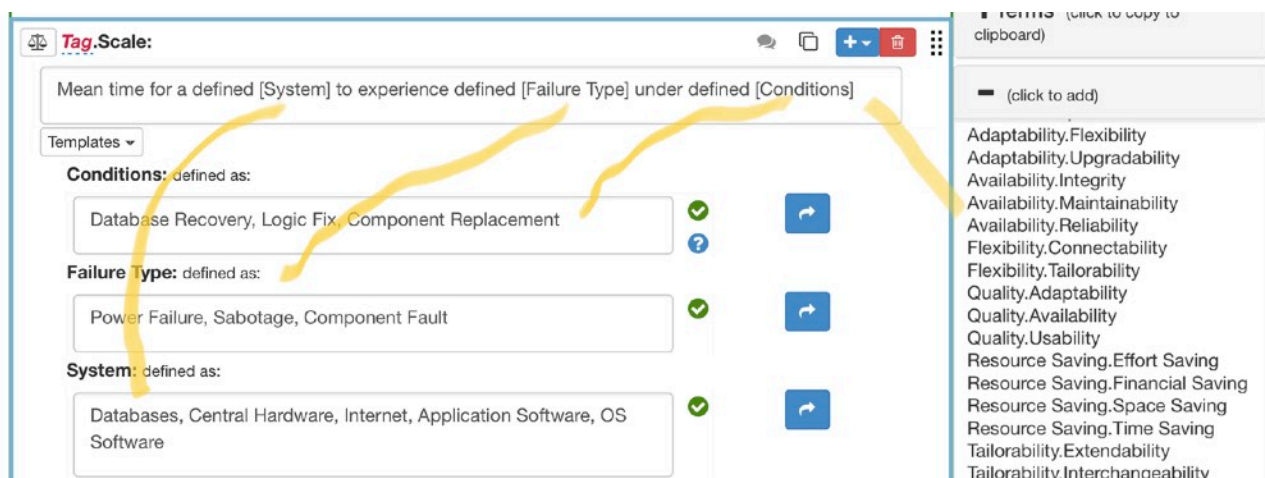 Tag.Scale:
Mean time for a defined [System] to experience defined [Failure Type] under defined [Conditions]
Templates
Conditions: defined as:
Database Recovery, Logic Fix, Component Replacement
Failure Type: defined as:
Power Failure, Sabotage, Component Fault
System: defined as:
Databases, Central Hardware, Internet, Application Software, OS
Software
Terms (click to copy to
clipboard)
(click to add)
Adaptability.Flexibility
Adaptability.Upgradability
Availability.Integrity
Availability.Maintainability
Availability.Reliability
Flexibility.Connectability
Flexibility.Tailorability
Quality.Adaptability
Quality.Availability
Quality.Usability
Resource Saving.Effort Saving
Resource Saving.Financial Saving
Resource Saving.Space Saving
Resource Saving.Time Saving
Tailorability.Extendability
Tailorability.Interchangeability